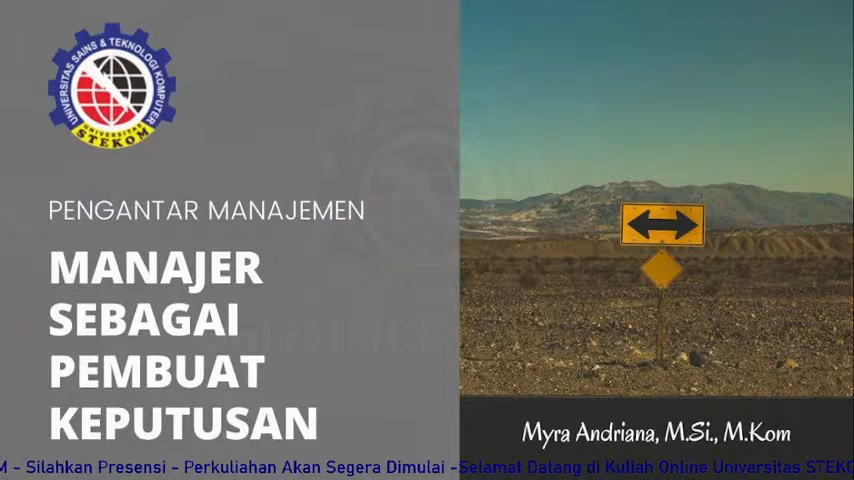 UNIVERSITAS SAINS & TEKNOLOGI KOMPUTER
UNIVERSITAS
STEKOM
PENGANTAR MANAJEMEN
MANAJER
SEBAGAI
PEMBUAT
KEPUTUSAN
Myra Andriana, M.Si., M.Kom
M - Silahkan Presensi - Perkuliahan Akan Segera Dimulai -Selamat Datang di Kuliah Online Universitas STEKO